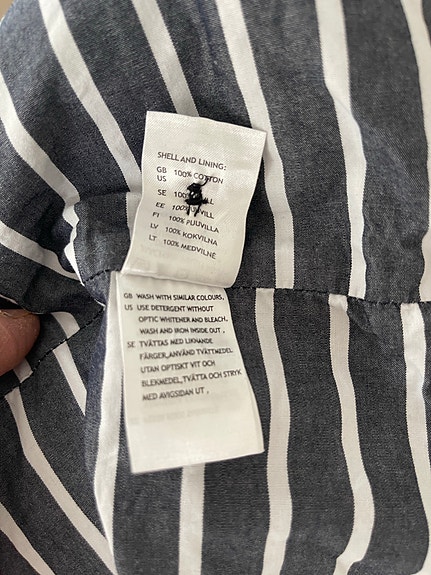 SHELL AND LINING:
GB 100% COTTON
US
SE 100%
EE 100%
FI 100% PUUVILLA
LV 100% KOKVILNA
LT 100% MEDVILNĖ
GB WASH WITH SIMILAR COLOURS,
US USE DETERGENT WITHOUT
OPTIC WHITENER AND BLEACH,
WASH AND IRON INSIDE OUT .
SE TVÄTTAS MED LIKNANDE
FÄRGER,ANVÄND TVÄTTMEDEL
UTAN OPTISKT VIT OCH
BLEKMEDEL,TVÄTTA OCH STRYK
MED AVIGSIDAN UT .